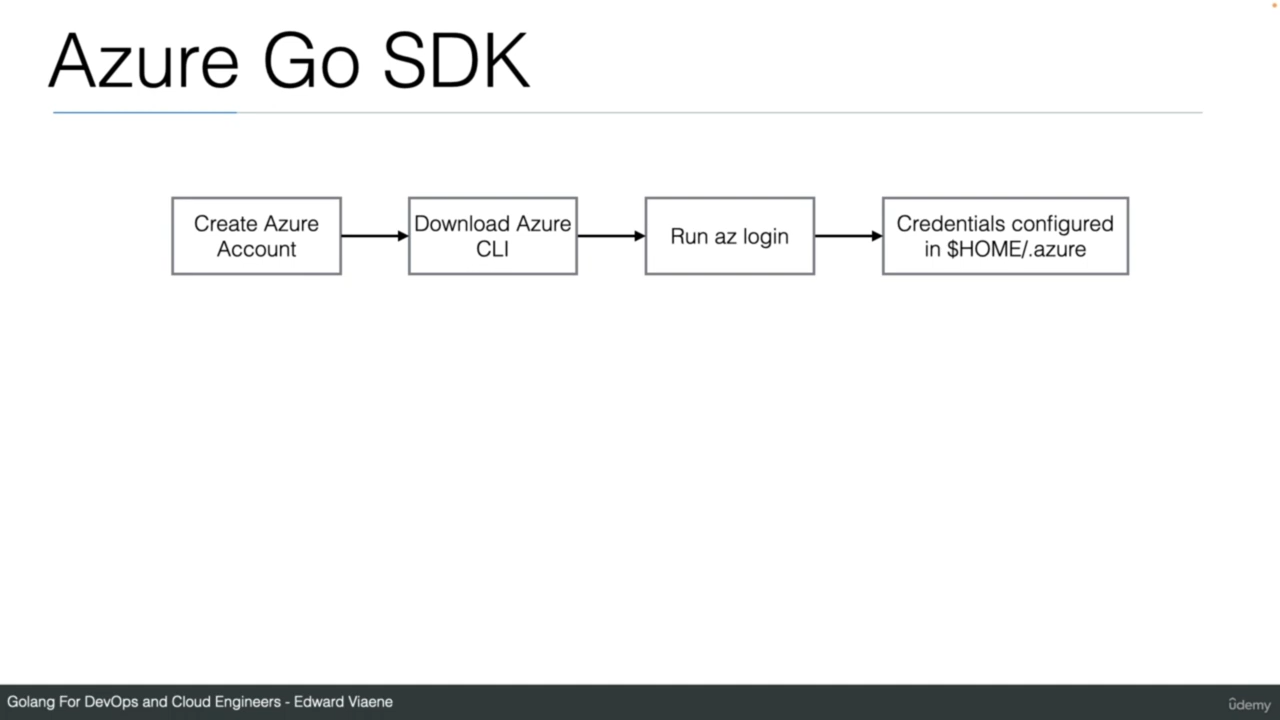 Azure Go SDK
Create Azure
Account
Download Azure
CLI
Run az login
Credentials configured
in $HOME/.azure
Golang For DevOps and Cloud Engineers - Edward Viaene
ûdemy